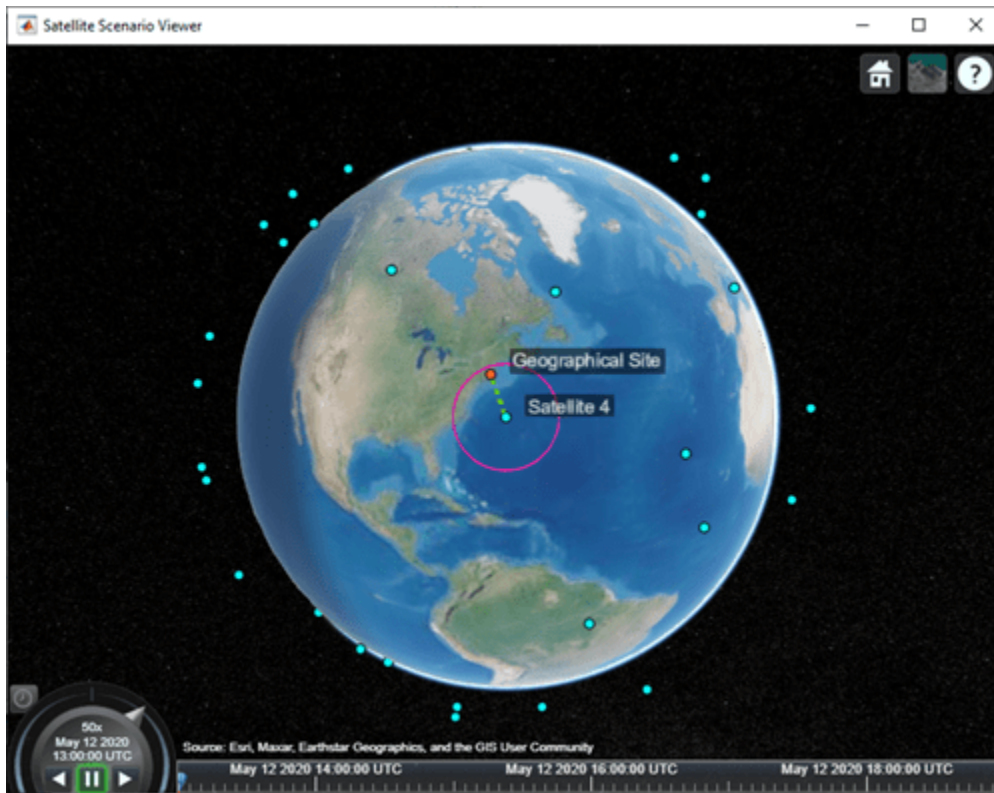 Satellite Scenario Viewer
?
Geographical Site
Satellite 4
50x
May 12 2020
13:00:00 UTC
Source: Esri, Maxar, Earthstar Geographics, and the GIS User Community
May 12 2020 14:00:00 UTC May 12 2020 16:00:00 UTC May 12 2020 18:00:00 UTC